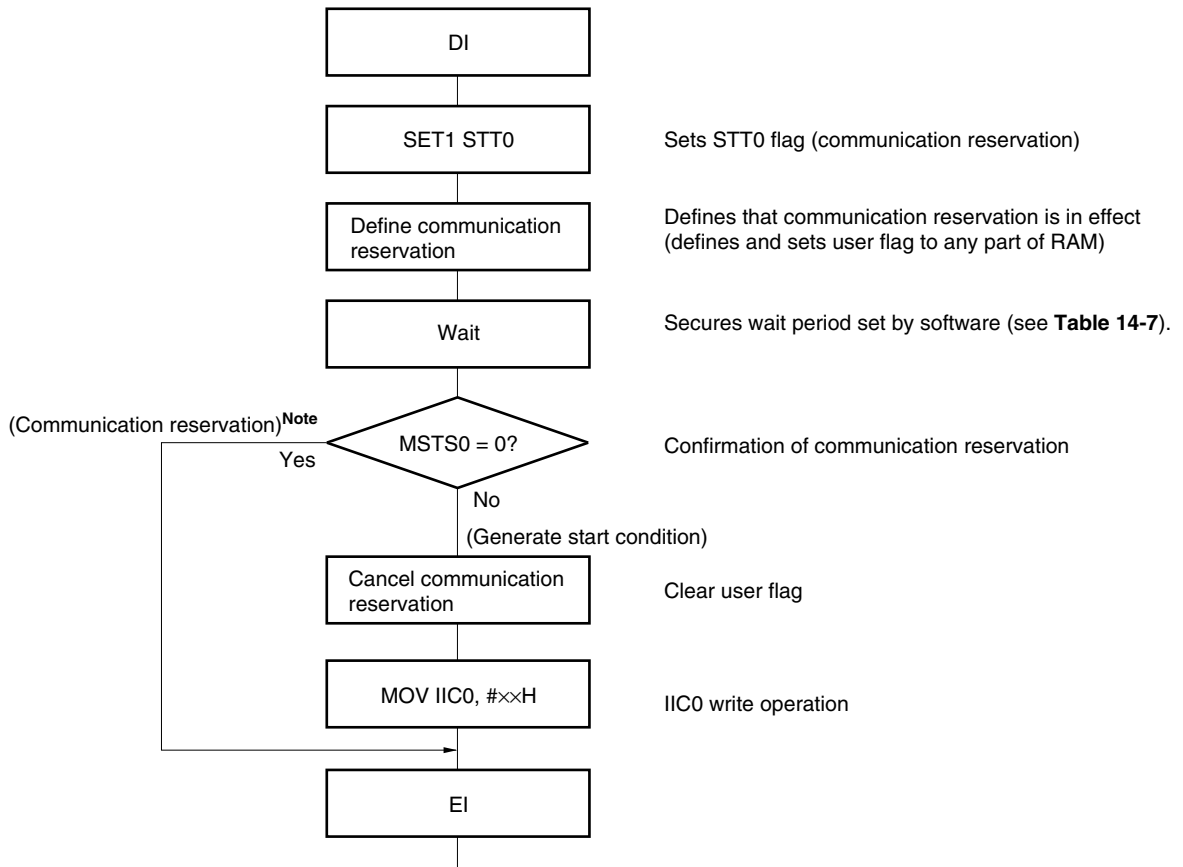 DI
SET1 STT0
Sets STT0 flag (communication reservation)
Define communication
reservation
Defines that communication reservation is in effect
(defines and sets user flag to any part of RAM)
Wait
Secures wait period set by software (see Table 14-7).
(Communication reservation)Note
Yes
MSTS0 = 0?
Confirmation of communication reservation
No
(Generate start condition)
Cancel communication
reservation
Clear user flag
MOV IIC0, #××H
IIC0 write operation
EI